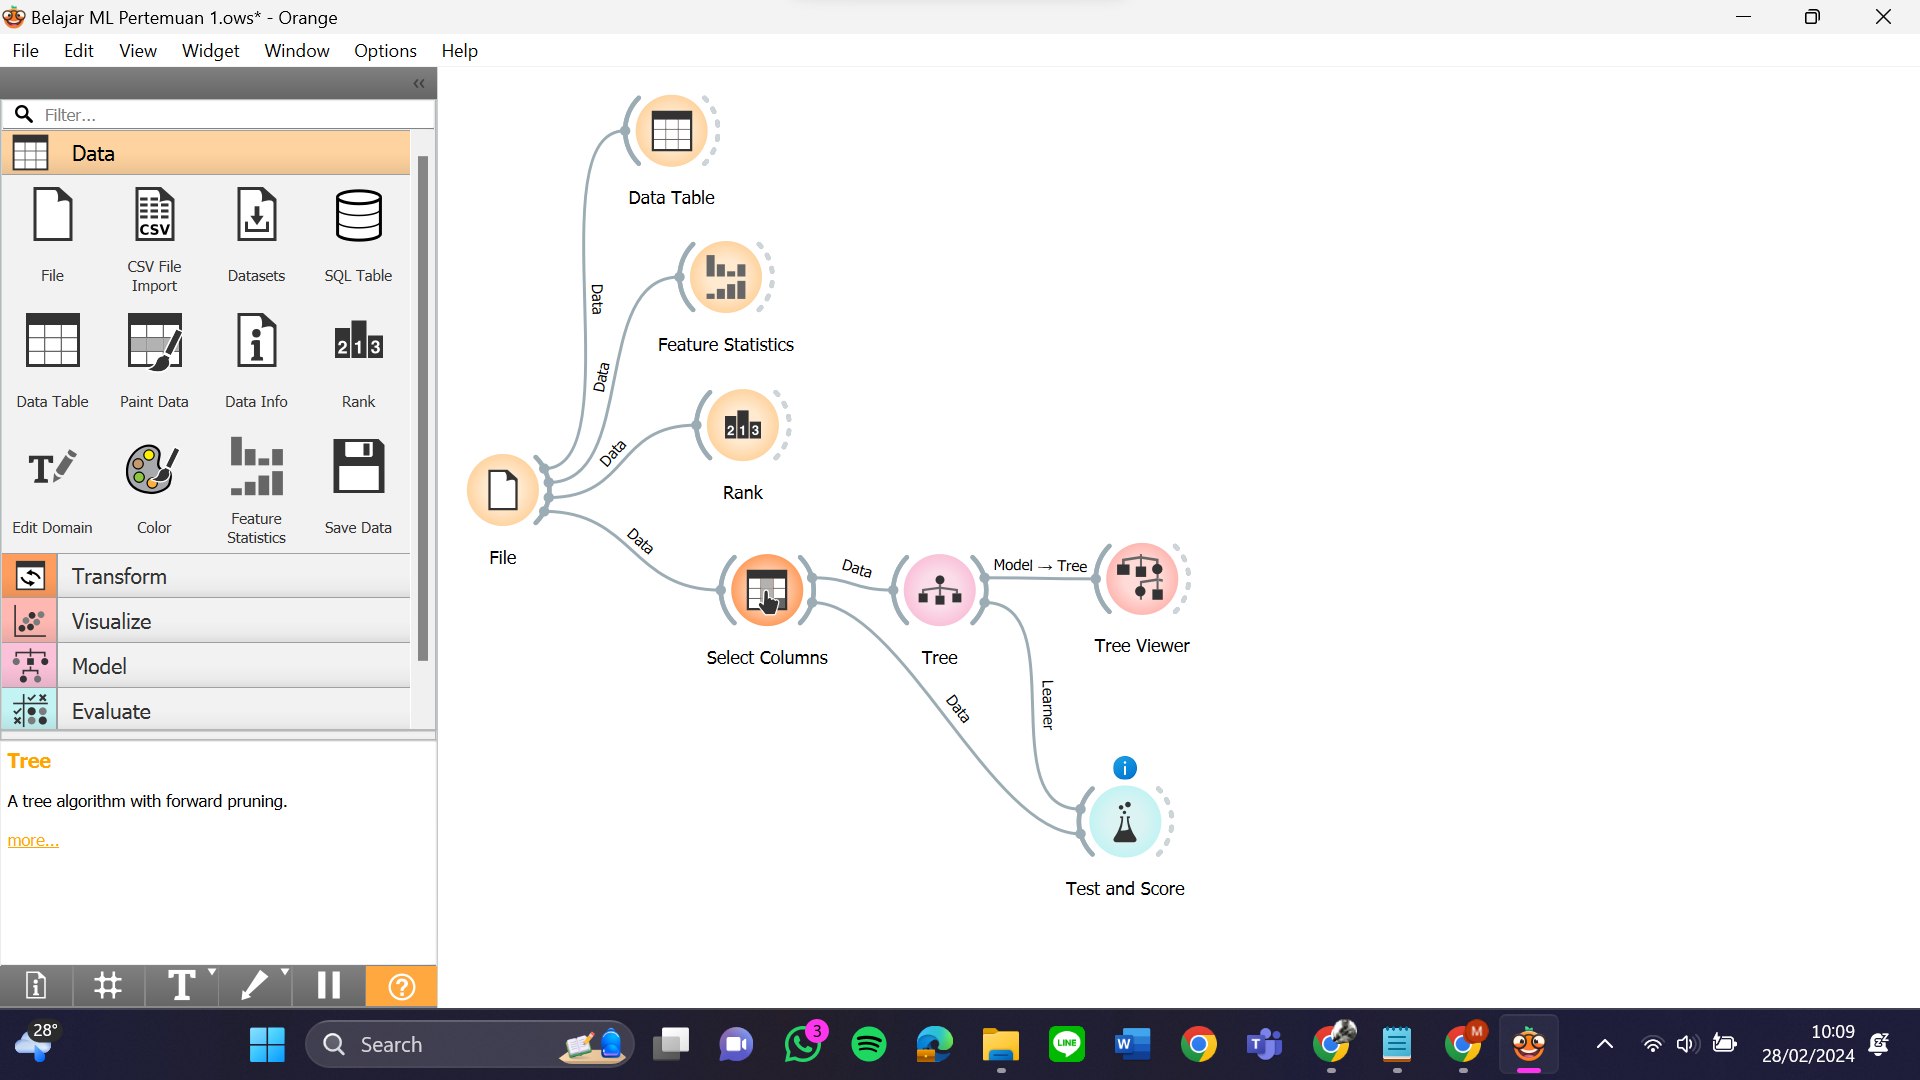 Belajar ML Pertemuan 1.ows* - Orange
File Edit View Widget Window Options Help
Filter...
Data
File
CSV File
Import
Datasets
SQL Table
Data Table
Paint Data
Data Info
Rank
Edit Domain
Color
Feature
Statistics
Save Data
Transform
Visualize
Model
Evaluate
Tree
A tree algorithm with forward pruning.
more...
Data Table
Data
Feature Statistics
Data
Rank
Data
File
Data
Select Columns
Data
Tree
Model → Tree
Tree Viewer
Data
Learner
Test and Score
28°
Search
3
LINE
M
10:09
28/02/2024